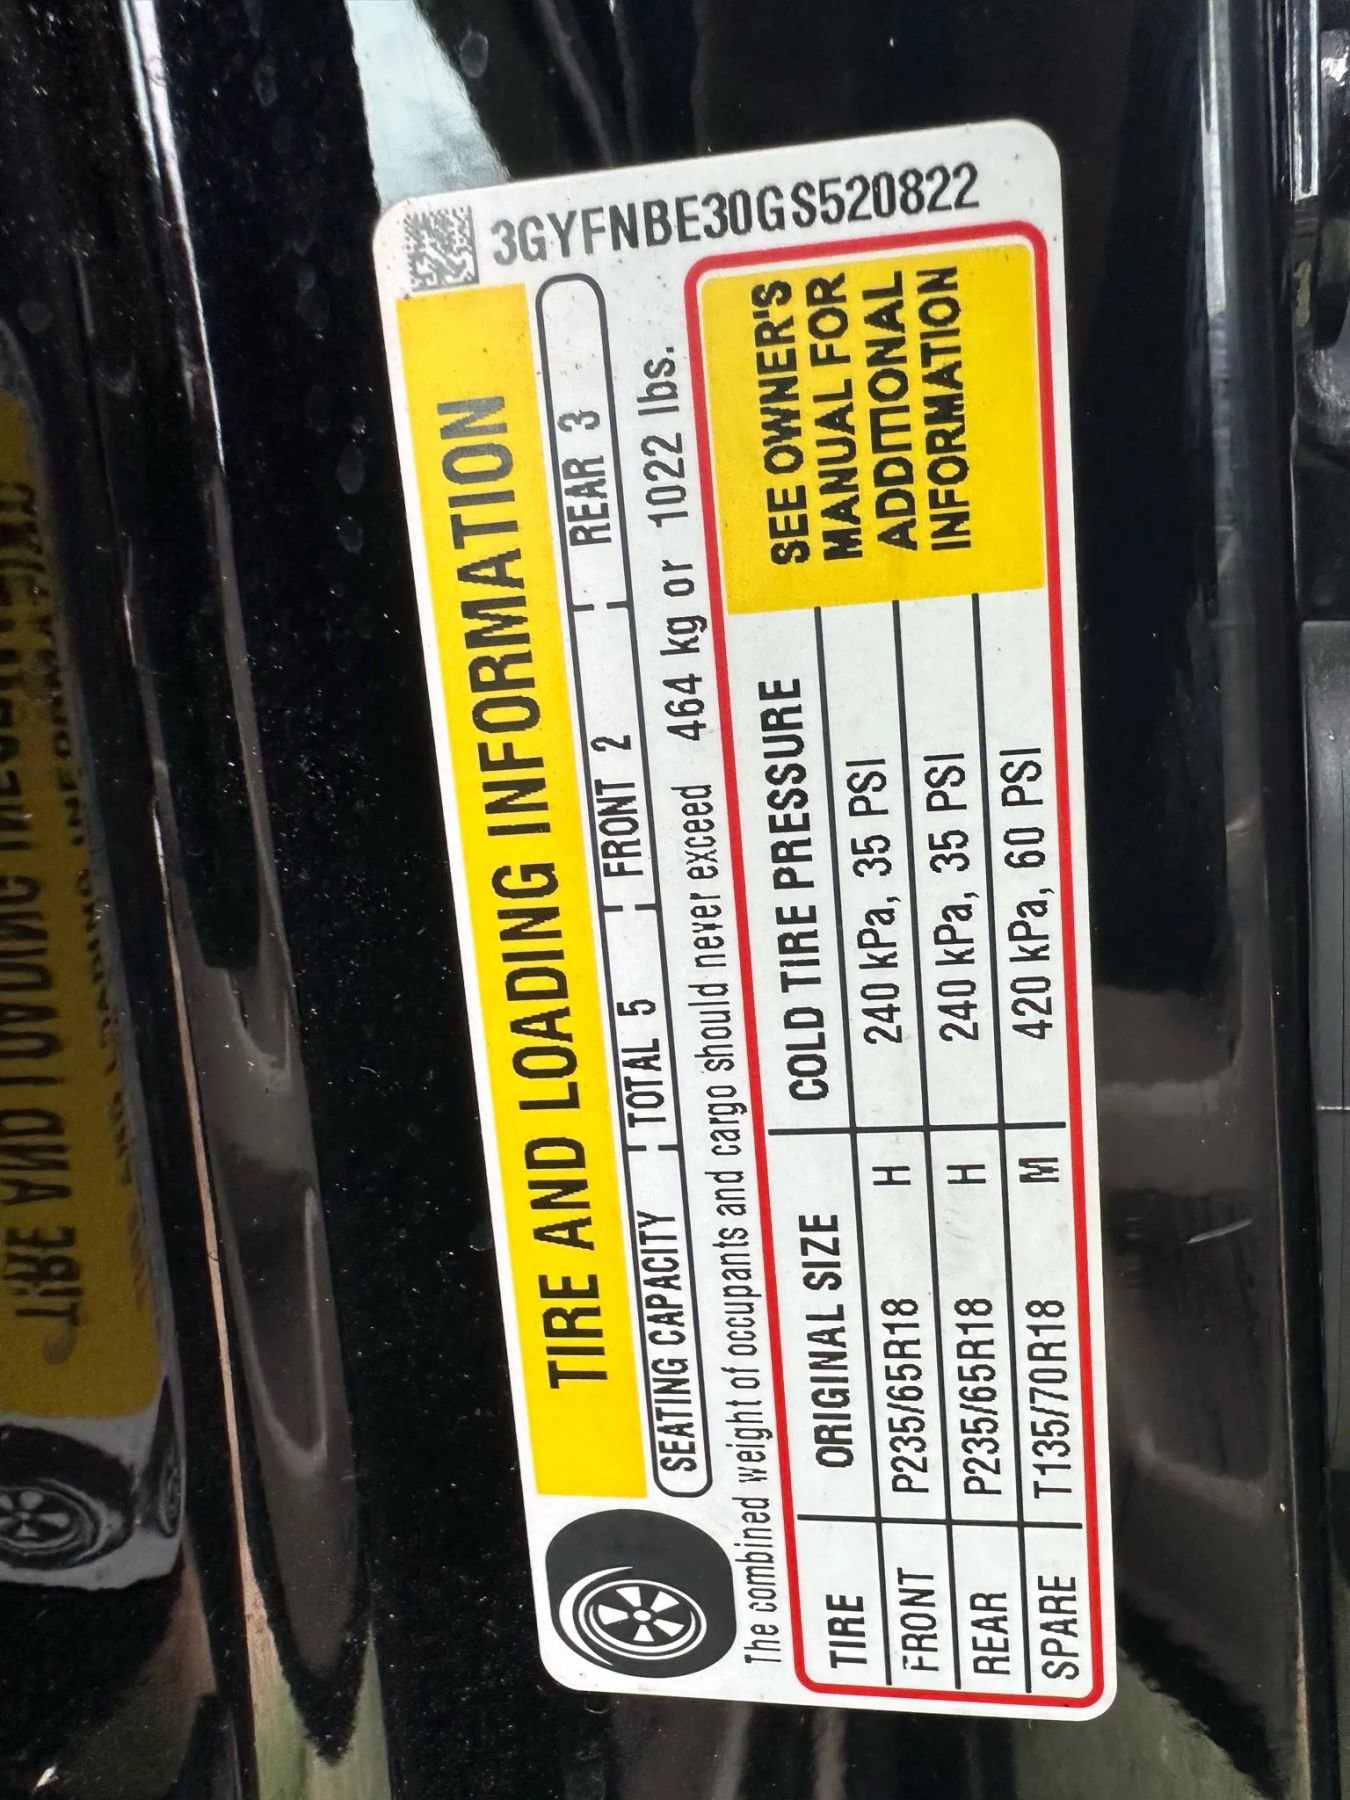 3GYFNBE30GS520822
TIRE AND LOADING INFORMATION
SEATING CAPACITY TOTAL 5 FRONT 2 REAR 3
The combined weight of occupants and cargo should never exceed 464 kg or 1022 lbs.
TIRE ORIGINAL SIZE COLD TIRE PRESSURE
FRONT P235/65R18 H 240 kPa, 35 PSI
REAR P235/65R18 H 240 kPa, 35 PSI
SPARE T135/70R18 M 420 kPa, 60 PSI
SEE OWNER'S
MANUAL FOR
ADDITIONAL
INFORMATION